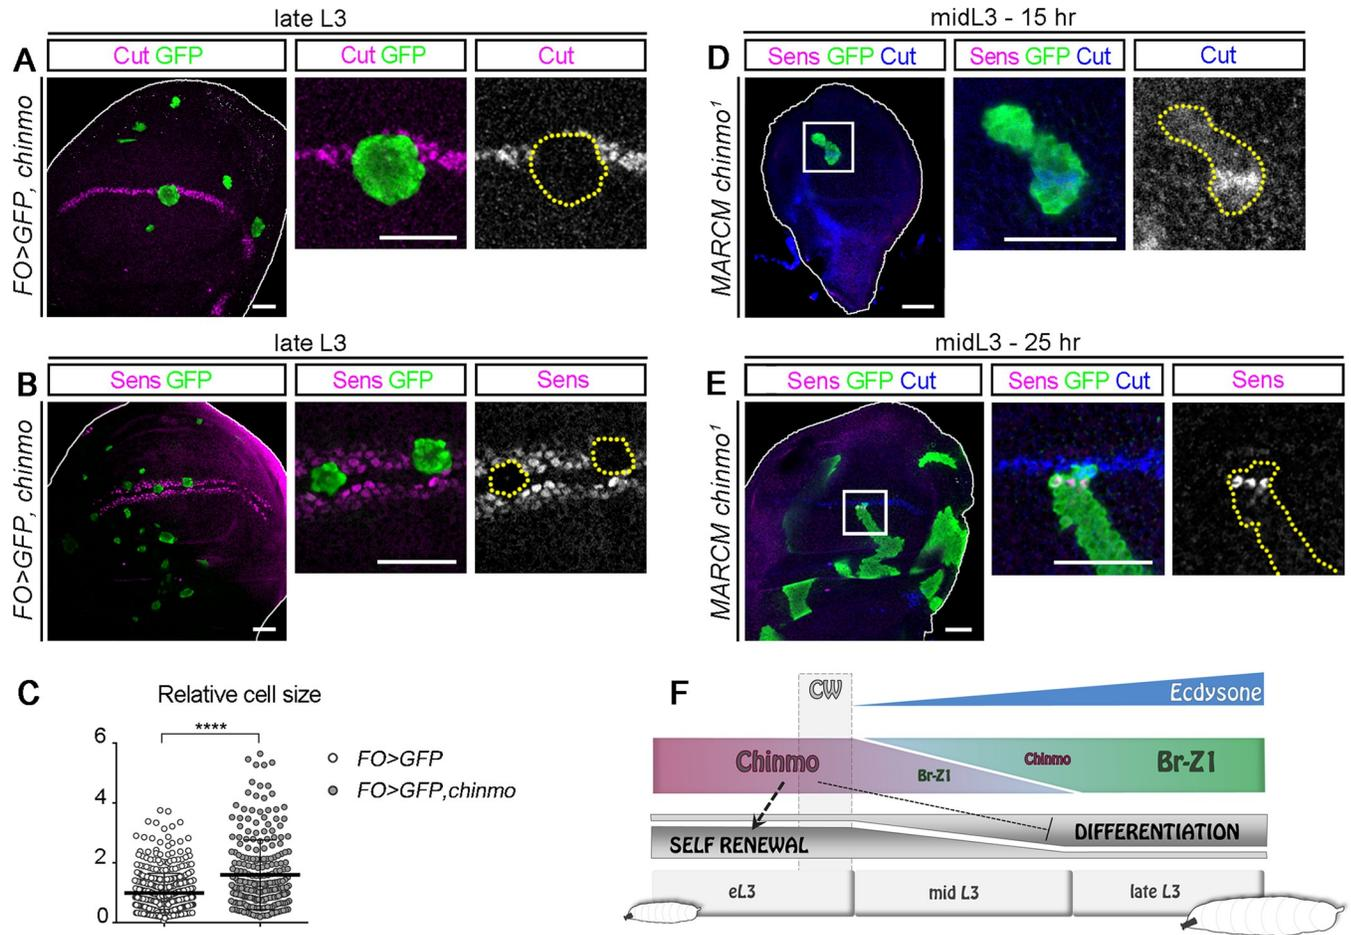 A
late L3
Cut GFP
Cut GFP
Cut
FO>GFP, chinmo
B
late L3
Sens GFP
Sens GFP
Sens
FO>GFP, chinmo
C
Relative cell size
****
6
4
2
0
FO>GFP
FO>GFP,chinmo
D
midL3 - 15 hr
Sens GFP Cut
Sens GFP Cut
Cut
MARCM chinmo¹
E
midL3 - 25 hr
Sens GFP Cut
Sens GFP Cut
Sens
MARCM chinmo¹
F
CW
Ecdysone
Chinmo
Br-Z1
Chinmo
Br-Z1
SELF RENEWAL
DIFFERENTIATION
eL3
mid L3
late L3